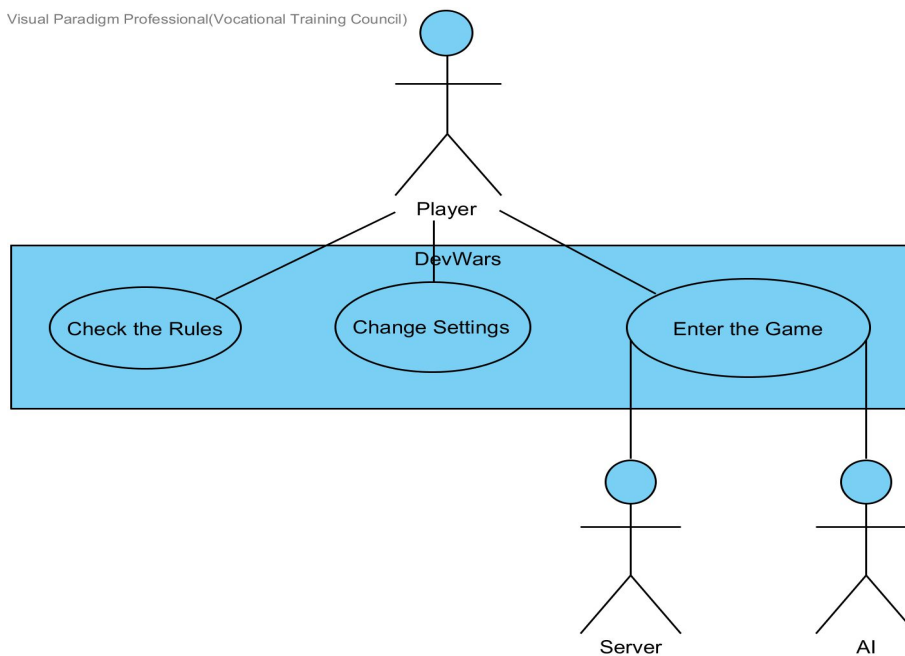 Visual Paradigm Professional(Vocational Training Council)
Player
DevWars
Check the Rules
Change Settings
Enter the Game
Server
AI